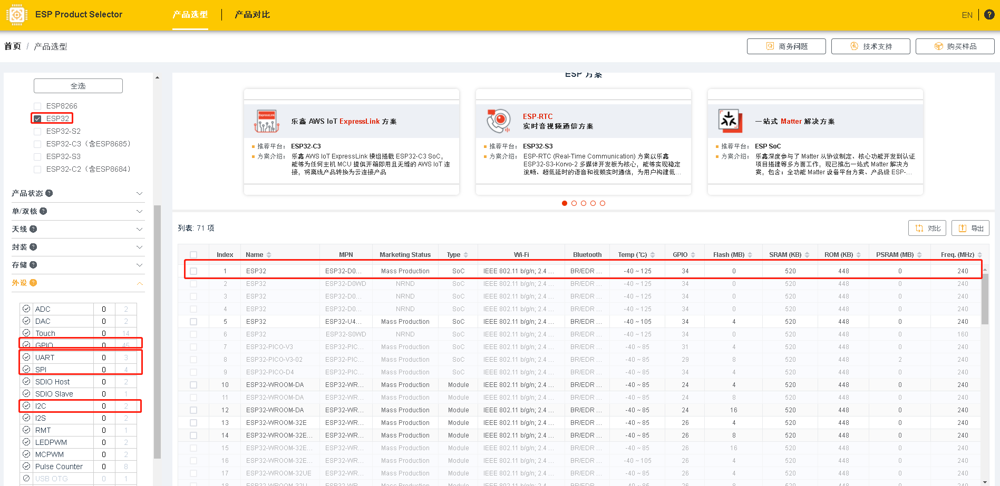 ESP Product Selector
产品选型
产品对比
EN
?
首页 / 产品选型
商务问题
技术支持
购买样品
全选
ESP8266
ESP32
ESP32-S2
ESP32-C3（含ESP8685）
ESP32-S3
ESP32-C2（含ESP8684）
产品状态 ?
单/双核 ?
天线 ?
封装 ?
存储 ?
外设 ?
ADC 0 2
DAC 0 2
Touch 0 14
GPIO 0 45
UART 0 3
SPI 0 4
SDIO Host 0 2
SDIO Slave 0 1
I2C 0 2
I2S 0 2
RMT 0 1
LEDPWM 0 2
MCPWM 0 2
Pulse Counter 0 8
USB OTG 0 1
ESP 方案
ExpressLink
乐鑫 AWS IoT ExpressLink 方案
推荐平台： ESP32-C3
方案介绍： 乐鑫 AWS IoT ExpressLink 模组搭载 ESP32-C3 SoC，
能够为任何主机 MCU 提供开箱即用且无缝的 AWS IoT 连
接，将离线产品转换为云连接产品
ESP-RTC
实时音视频通信方案
推荐平台： ESP32-S3
方案介绍： ESP-RTC (Real-Time Communication) 方案以乐鑫
ESP32-S3-Korvo-2 多媒体开发板为核心，能够实现稳定
流畅、超低延时的语音和视频实时通信，为用户构建低...
一站式 Matter 解决方案
推荐平台： ESP SoC
方案介绍： 乐鑫深度参与了 Matter 从协议制定、核心功能开发到认证
项目搭建等多方面工作，现已推出一站式 Matter 解决方
案，包含：全功能 Matter 设备平台方案、产品级 ESP-...
列表: 71 项
对比
导出
Index Name MPN Marketing Status Type Wi-Fi Bluetooth Temp (℃) GPIO Flash (MB) SRAM (KB) ROM (KB) PSRAM (MB) Freq. (MHz)
1 ESP32 ESP32-D0... Mass Production SoC IEEE 802.11 b/g/n; 2.4 ... BR/EDR ... -40 ~ 125 34 0 520 448 0 240
2 ESP32 ESP32-D0WD NRND SoC IEEE 802.11 b/g/n; 2.4 ... BR/EDR ... -40 ~ 125 34 0 520 448 0 240
3 ESP32 ESP32-D0... NRND SoC IEEE 802.11 b/g/n; 2.4 ... BR/EDR ... -40 ~ 125 34 0 520 448 0 240
4 ESP32 ESP32-D0... NRND SoC IEEE 802.11 b/g/n; 2.4 ... BR/EDR ... -40 ~ 125 34 0 520 448 0 240
5 ESP32 ESP32-U4... Mass Production SoC IEEE 802.11 b/g/n; 2.4 ... BR/EDR ... -40 ~ 105 34 4 520 448 0 240
6 ESP32 ESP32-S0WD NRND SoC IEEE 802.11 b/g/n; 2.4 ... BR/EDR ... -40 ~ 125 34 0 520 448 0 160
7 ESP32-PICO-V3 ESP32-PIC... Mass Production SoC IEEE 802.11 b/g/n; 2.4 ... BR/EDR ... -40 ~ 85 31 4 520 448 0 240
8 ESP32-PICO-V3-02 ESP32-PIC... Mass Production SoC IEEE 802.11 b/g/n; 2.4 ... BR/EDR ... -40 ~ 85 29 8 520 448 2 240
9 ESP32-PICO-D4 ESP32-PIC... Mass Production SoC IEEE 802.11 b/g/n; 2.4 ... BR/EDR ... -40 ~ 85 34 4 520 448 0 240
10 ESP32-WROOM-DA ESP32-WR... Mass Production Module IEEE 802.11 b/g/n; 2.4 ... BR/EDR ... -40 ~ 85 24 4 520 448 0 240
11 ESP32-WROOM-DA ESP32-WR... Mass Production Module IEEE 802.11 b/g/n; 2.4 ... BR/EDR ... -40 ~ 85 24 8 520 448 0 240
12 ESP32-WROOM-DA ESP32-WR... Mass Production Module IEEE 802.11 b/g/n; 2.4 ... BR/EDR ... -40 ~ 85 24 16 520 448 0 240
13 ESP32-WROOM-32E ESP32-WR... Mass Production Module IEEE 802.11 b/g/n; 2.4 ... BR/EDR ... -40 ~ 85 26 4 520 448 0 240
14 ESP32-WROOM-32E... ESP32-WR... Mass Production Module IEEE 802.11 b/g/n; 2.4 ... BR/EDR ... -40 ~ 85 26 8 520 448 0 240
15 ESP32-WROOM-32E... ESP32-WR... Mass Production Module IEEE 802.11 b/g/n; 2.4 ... BR/EDR ... -40 ~ 85 26 16 520 448 0 240
16 ESP32-WROOM-32E... ESP32-WR... Mass Production Module IEEE 802.11 b/g/n; 2.4 ... BR/EDR ... -40 ~ 105 26 4 520 448 0 240
17 ESP32-WROOM-32UE ESP32-WR... Mass Production Module IEEE 802.11 b/g/n; 2.4 ... BR/EDR ... -40 ~ 85 26 4 520 448 0 240
18 ESP32-WROOM-32U... ESP32-WR... Mass Production Module IEEE 802.11 b/g/n; 2.4 ... BR/EDR ... -40 ~ 85 26 8 520 448 0 240